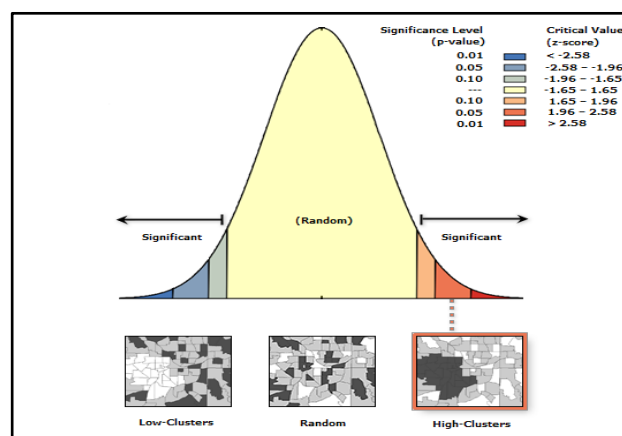 Significance Level Critical Value
(p-value) (z-score)
0.01 < -2.58
0.05 -2.58 – -1.96
0.10 -1.96 – -1.65
--- -1.65 – 1.65
0.10 1.65 – 1.96
0.05 1.96 – 2.58
0.01 > 2.58
(Random)
Significant Significant
Low-Clusters Random High-Clusters